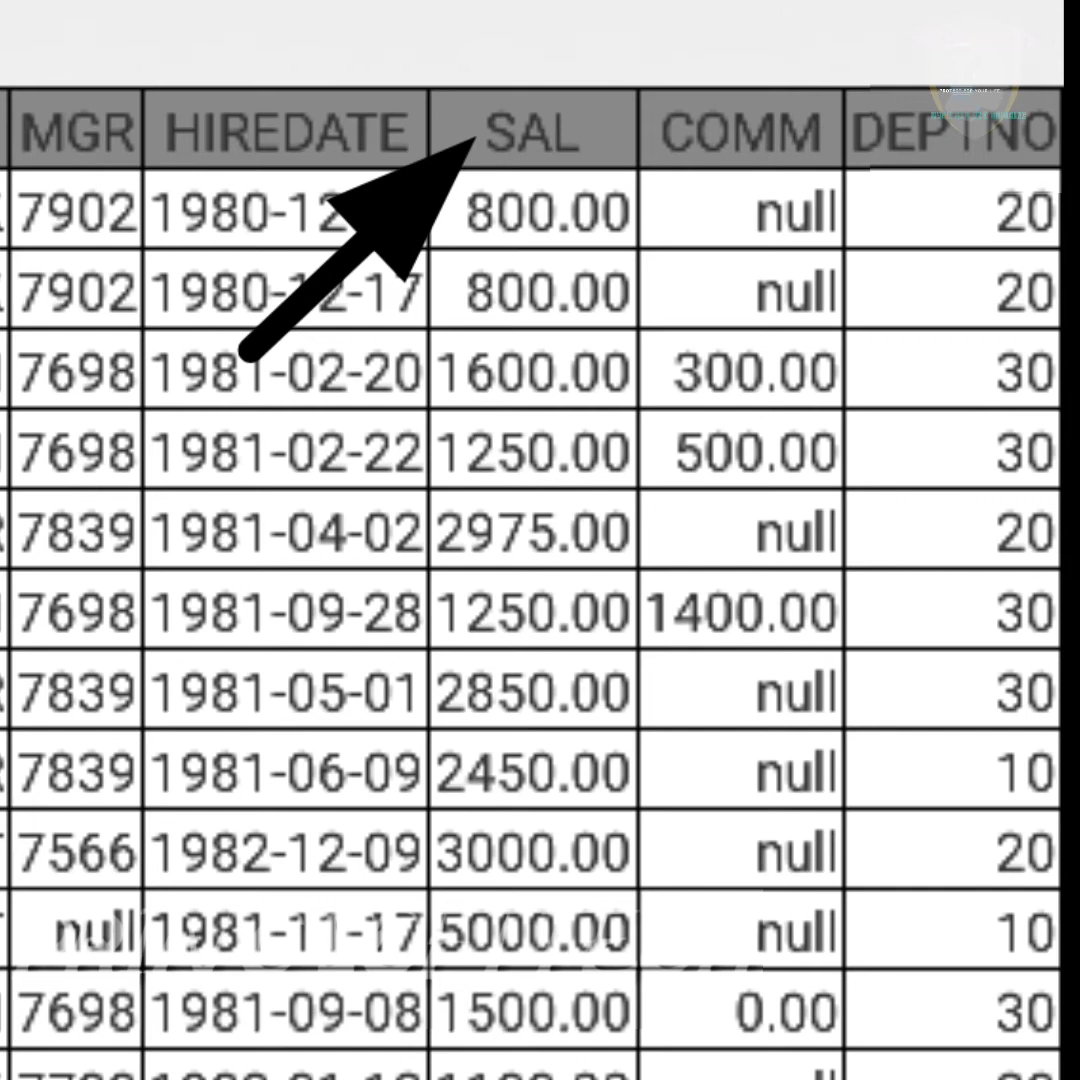 MGR HIREDATE SAL COMM DEPTNO
7902 1980-12 800.00 null 20
7902 1980-12-17 800.00 null 20
7698 1981-02-20 1600.00 300.00 30
7698 1981-02-22 1250.00 500.00 30
7839 1981-04-02 2975.00 null 20
7698 1981-09-28 1250.00 1400.00 30
7839 1981-05-01 2850.00 null 30
7839 1981-06-09 2450.00 null 10
7566 1982-12-09 3000.00 null 20
null 1981-11-17 5000.00 null 10
7698 1981-09-08 1500.00 0.00 30